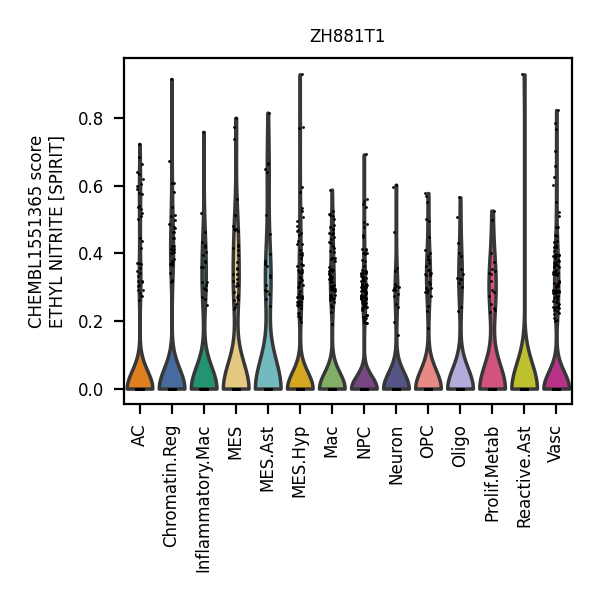 ZH881T1
CHEMBL1551365 score
ETHYL NITRITE [SPIRIT]
0.8
0.6
0.4
0.2
0.0
AC
Chromatin.Reg
Inflammatory.Mac
MES
MES.Ast
MES.Hyp
Mac
NPC
Neuron
OPC
Oligo
Prolif.Metab
Reactive.Ast
Vasc